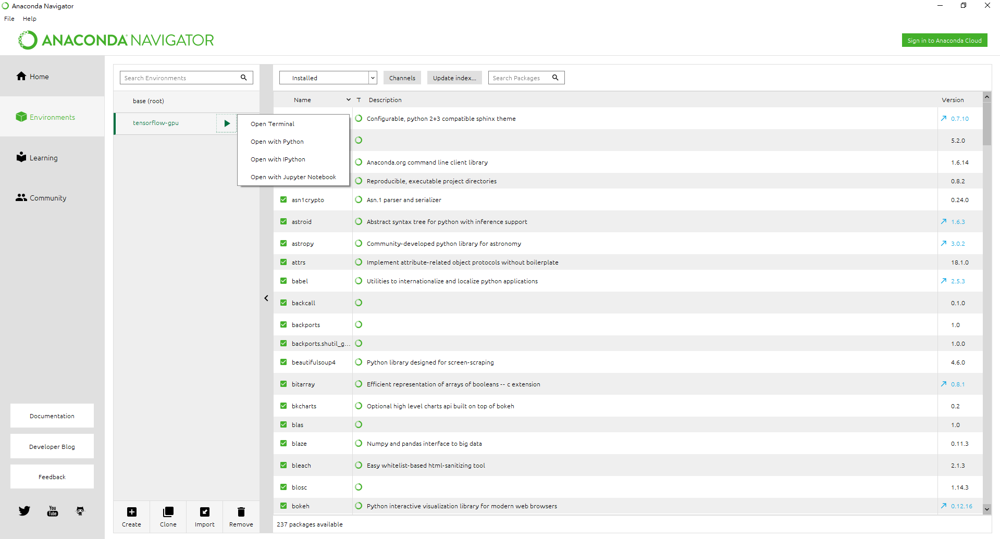 Anaconda Navigator
File Help
ANACONDA NAVIGATOR
Sign in to Anaconda Cloud
Home
Environments
Learning
Community
Documentation
Developer Blog
Feedback
You Tube
Search Environments
base (root)
tensorflow-gpu
Open Terminal
Open with Python
Open with IPython
Open with Jupyter Notebook
Create Clone Import Remove
Installed Channels Update index... Search Packages
Name T Description Version
Configurable, python 2+3 compatible sphinx theme 0.7.10
5.2.0
Anaconda.org command line client library 1.6.14
Reproducible, executable project directories 0.8.2
asn1crypto Asn.1 parser and serializer 0.24.0
astroid Abstract syntax tree for python with inference support 1.6.3
astropy Community-developed python library for astronomy 3.0.2
attrs Implement attribute-related object protocols without boilerplate 18.1.0
babel Utilities to internationalize and localize python applications 2.5.3
backcall 0.1.0
backports 1.0
backports.shutil_g... 1.0.0
beautifulsoup4 Python library designed for screen-scraping 4.6.0
bitarray Efficient representation of arrays of booleans -- c extension 0.8.1
bkcharts Optional high level charts api built on top of bokeh 0.2
blas 1.0
blaze Numpy and pandas interface to big data 0.11.3
bleach Easy whitelist-based html-sanitizing tool 2.1.3
blosc 1.14.3
bokeh Python interactive visualization library for modern web browsers 0.12.16
237 packages available